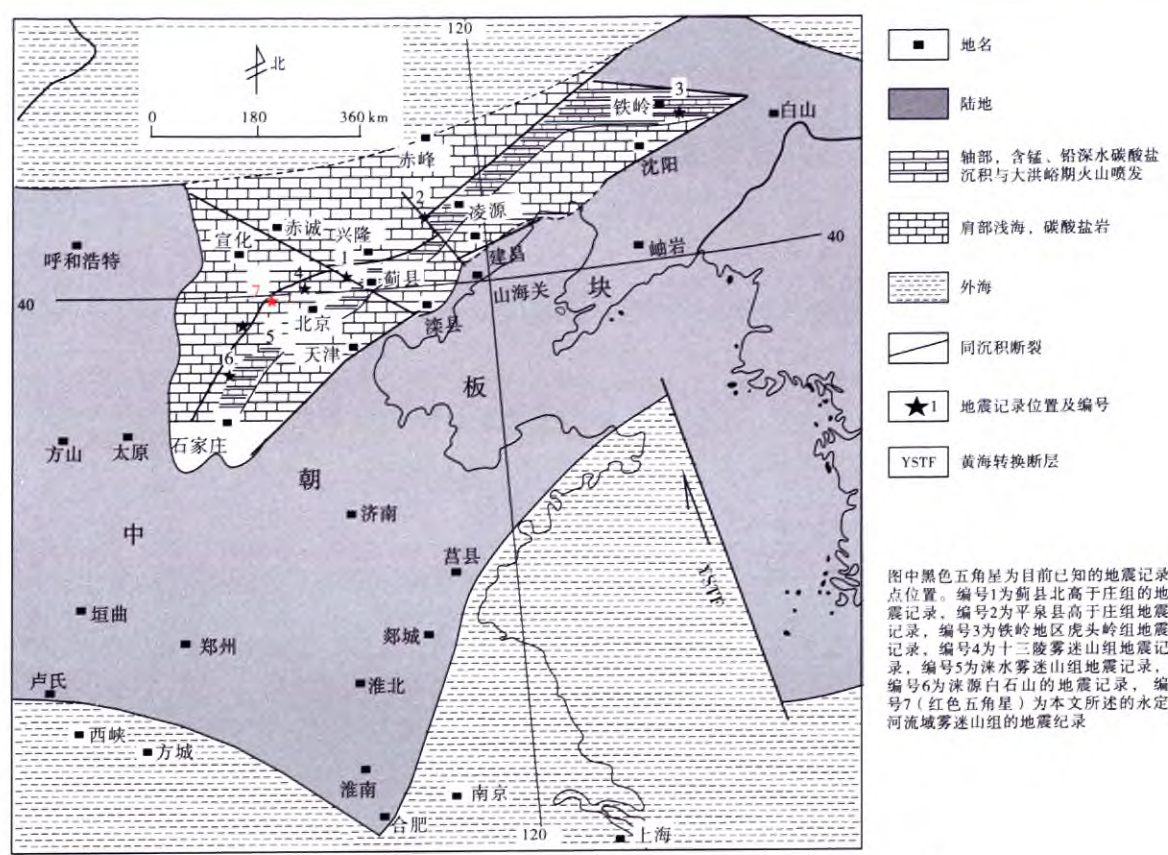 120
北
0
180
360 km
3
铁岭
白山
赤峰
沈阳
2
凌源
赤诚
兴隆
宣化
1
建昌
岫岩
40
呼和浩特
4
蓟县
山海关
块
7
40
北京
滦县
5
天津
6
板
石家庄
方山
太原
朝
济南
中
莒县
YSTF
垣曲
郯城
郑州
卢氏
淮北
西峡
方城
淮南
南京
合肥
120
上海
地名
陆地
轴部，含锰、铅深水碳酸盐
沉积与大洪峪期火山喷发
肩部浅海，碳酸盐岩
外海
同沉积断裂
1
地震记录位置及编号
YSTF
黄海转换断层
图中黑色五角星为目前已知的地震记录
点位置。编号1为蓟县北高于庄组的地
震记录，编号2为平泉县高于庄组地震
记录，编号3为铁岭地区虎头岭组地震
记录，编号4为十三陵雾迷山组地震记
录，编号5为涞水雾迷山组地震记录，
编号6为涞源白石山的地震记录，编
号7（红色五角星）为本文所述的永定
河流域雾迷山组的地震纪录